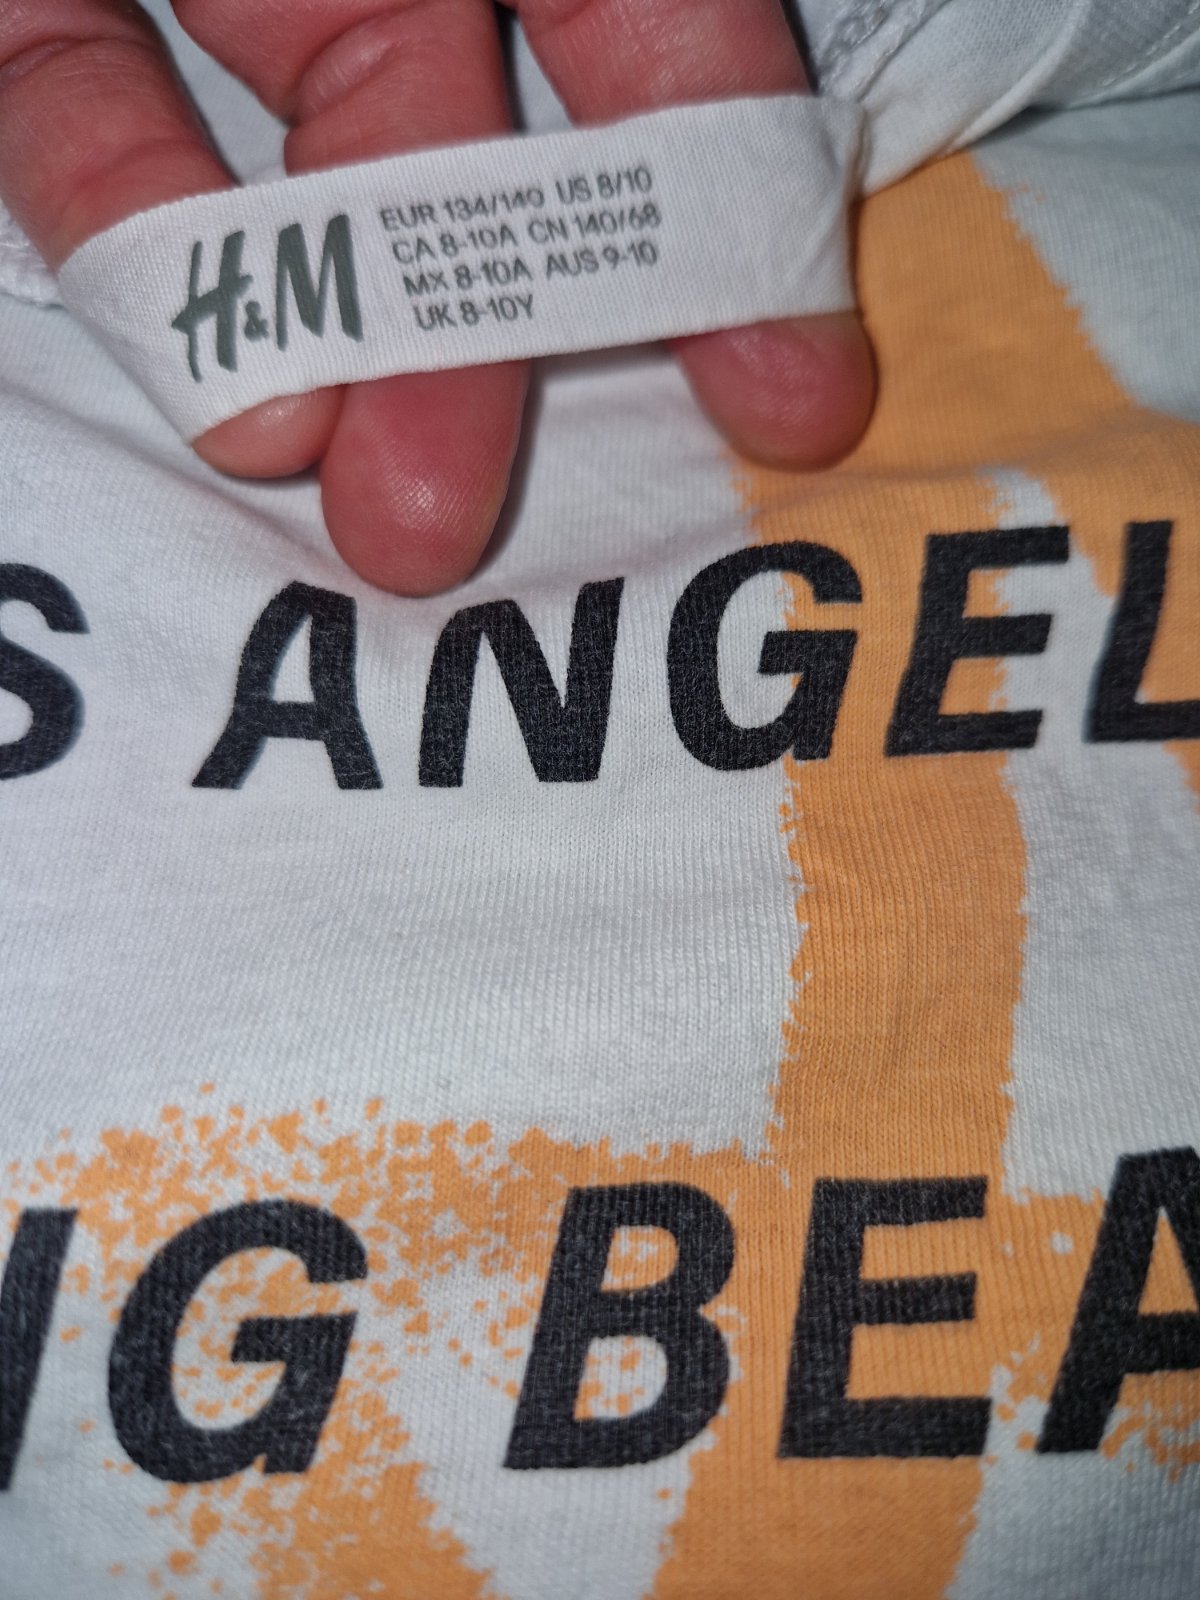 H&M
EUR 134/140 US 8/10
CA 8-10A CN 140/68
MX 8-10A AUS 9-10
UK 8-10Y
S ANGEL
NG BEA